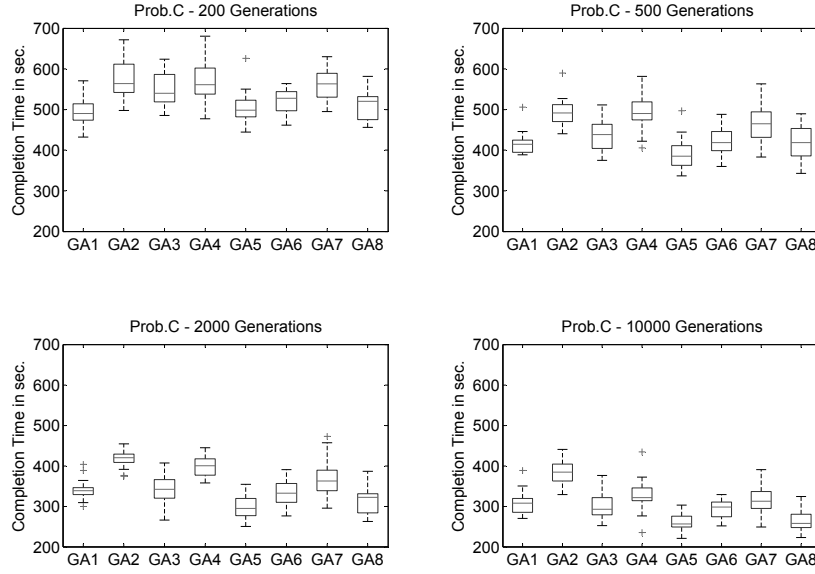 Prob.C - 200 Generations
Completion Time in sec.
700
600
500
400
300
200
GA1 GA2 GA3 GA4 GA5 GA6 GA7 GA8
Prob.C - 500 Generations
Completion Time in sec.
700
600
500
400
300
200
GA1 GA2 GA3 GA4 GA5 GA6 GA7 GA8
Prob.C - 2000 Generations
Completion Time in sec.
700
600
500
400
300
200
GA1 GA2 GA3 GA4 GA5 GA6 GA7 GA8
Prob.C - 10000 Generations
Completion Time in sec.
700
600
500
400
300
200
GA1 GA2 GA3 GA4 GA5 GA6 GA7 GA8